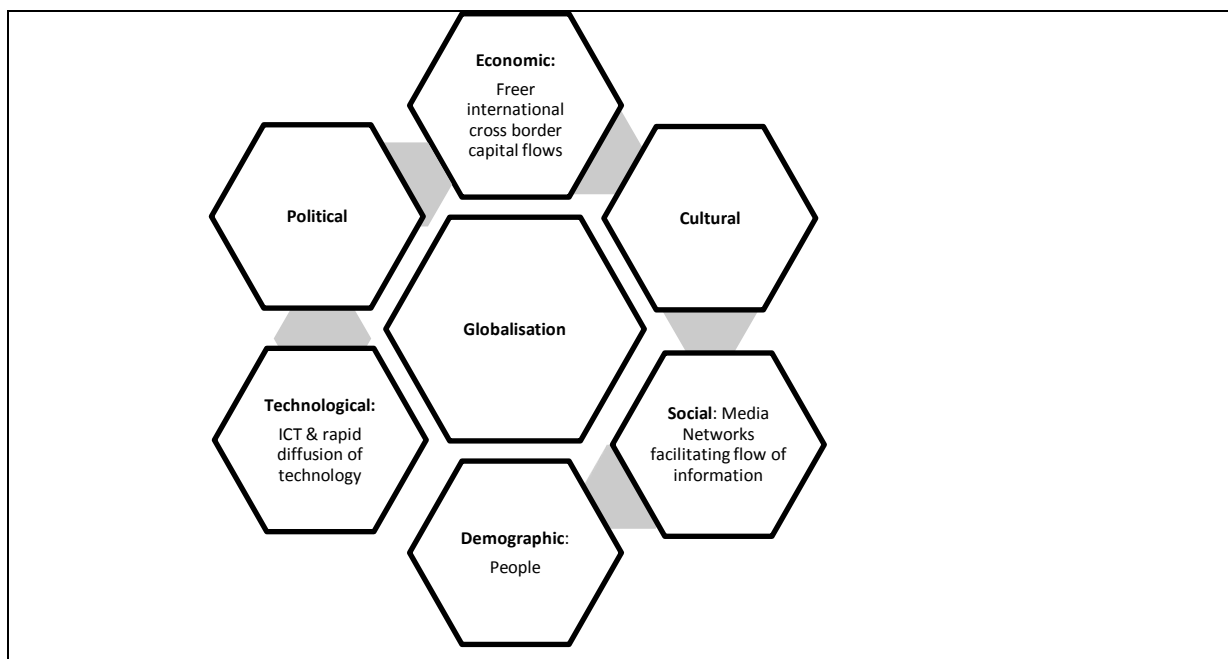 Economic:
Freer
international
cross border
capital flows
Political
Cultural
Globalisation
Technological:
ICT & rapid
diffusion of
technology
Social: Media
Networks
facilitating flow of
information
Demographic:
People